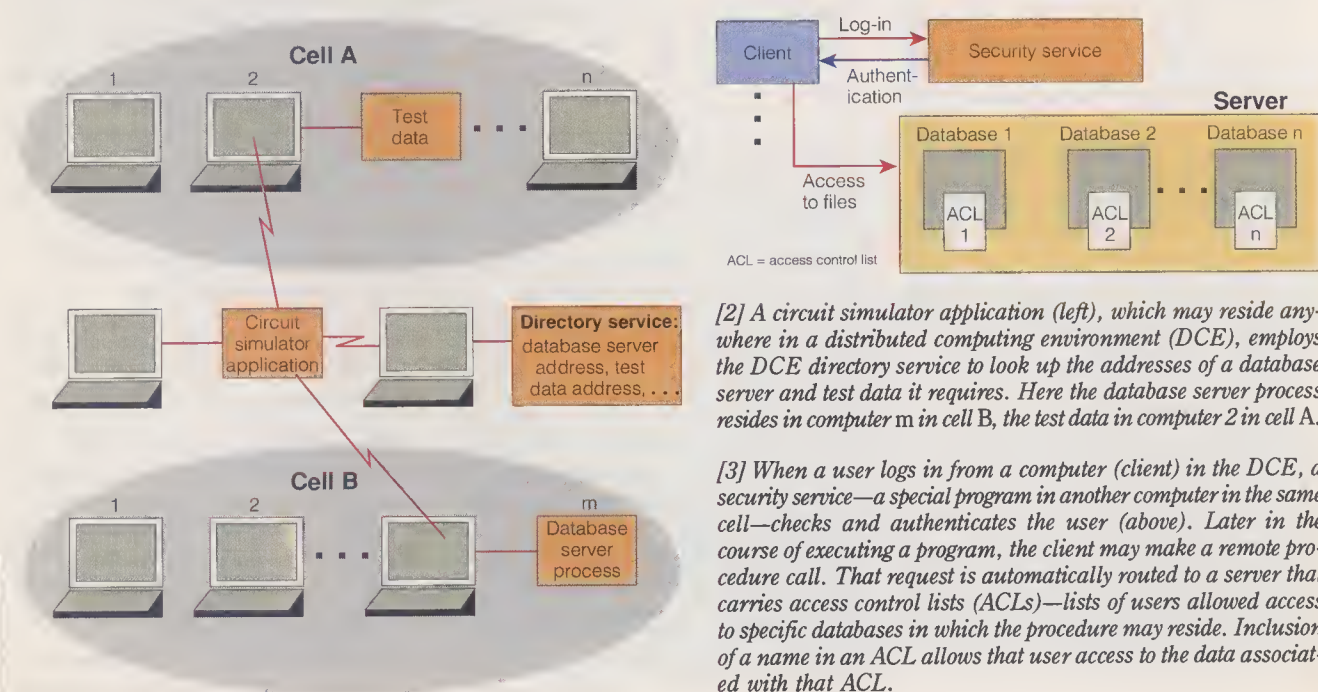 Cell A
1
2
n
Test
data
Circuit
simulator
application
Directory service:
database server
address, test
data address, . . .
Cell B
1
2
m
Database
server
process
Client
Log-in
Security service
Authent-
ication
Server
Database 1
Database 2
Database n
Access
to files
ACL
1
ACL
2
ACL
n
ACL = access control list
[2] A circuit simulator application (left), which may reside any-
where in a distributed computing environment (DCE), employs
the DCE directory service to look up the addresses of a database
server and test data it requires. Here the database server process
resides in computer m in cell B, the test data in computer 2 in cell A.
[3] When a user logs in from a computer (client) in the DCE, a
security service—a special program in another computer in the same
cell—checks and authenticates the user (above). Later in the
course of executing a program, the client may make a remote pro-
cedure call. That request is automatically routed to a server that
carries access control lists (ACLs)—lists of users allowed access
to specific databases in which the procedure may reside. Inclusion
of a name in an ACL allows that user access to the data associat-
ed with that ACL.